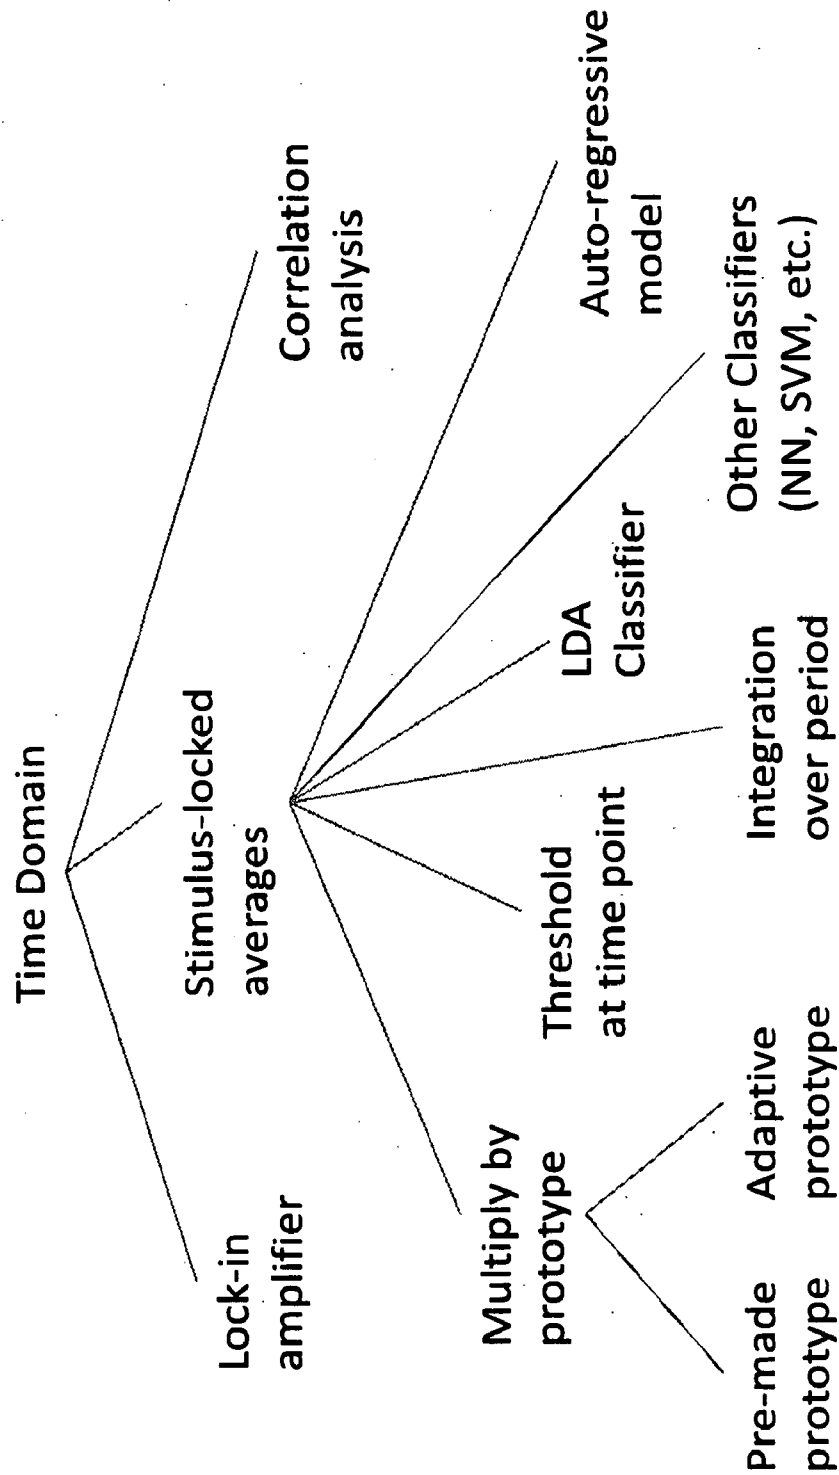 Time Domain
Lock-in
amplifier
Stimulus-locked
averages
Correlation
analysis
Multiply by
prototype
Threshold
at time point
LDA
Classifier
Auto-regressive
model
Pre-made
prototype
Adaptive
prototype
Integration
over period
Other Classifiers
(NN, SVM, etc.)